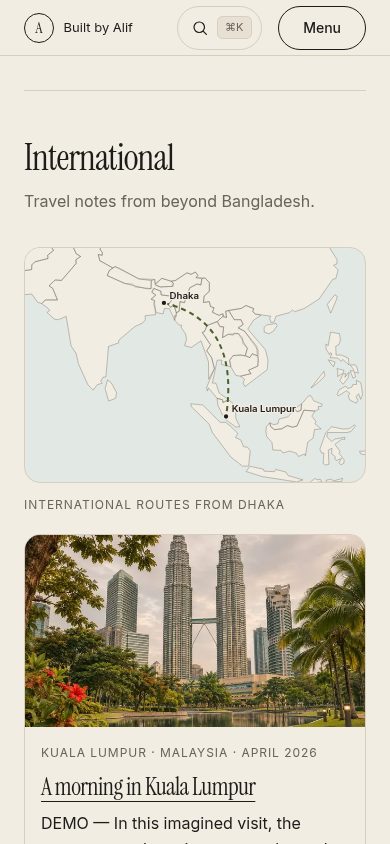 A
Built by Alif
⌘K
Menu
International
Travel notes from beyond Bangladesh.
Dhaka
Kuala Lumpur
INTERNATIONAL ROUTES FROM DHAKA
KUALA LUMPUR · MALAYSIA · APRIL 2026
A morning in Kuala Lumpur
DEMO — In this imagined visit, the